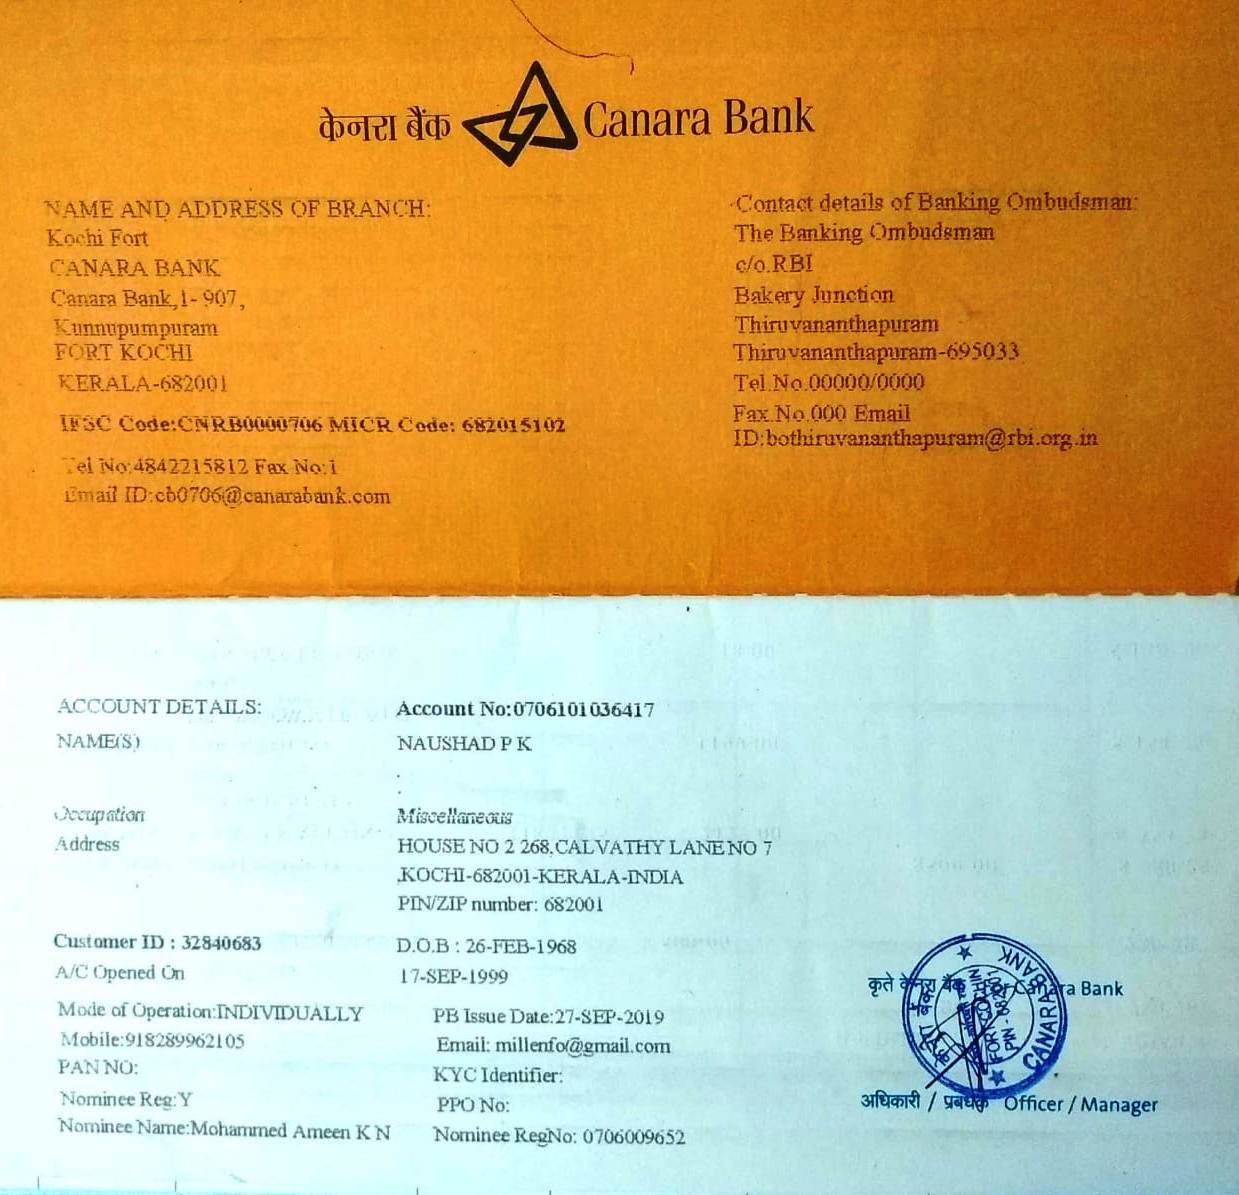 केनरा बैंक Canara Bank
NAME AND ADDRESS OF BRANCH:
Kochi Fort
CANARA BANK
Canara Bank,1- 907,
Kunnupumpuram
FORT KOCHI
KERALA-682001
IFSC Code:CNRB0000706 MICR Code: 682015102
Tel No:4842215812 Fax No:1
Email ID:cb0706@canarabank.com
Contact details of Banking Ombudsman:
The Banking Ombudsman
c/o.RBI
Bakery Junction
Thiruvananthapuram
Thiruvananthapuram-695033
Tel.No.00000/0000
Fax.No.000 Email
ID:bothiruvananthapuram@rbi.org.in
ACCOUNT DETAILS: Account No:0706101036417
NAME(S) NAUSHAD P K
Occupation Miscellaneous
Address HOUSE NO 2 268,CALVATHY LANE NO 7
,KOCHI-682001-KERALA-INDIA
PIN/ZIP number: 682001
Customer ID : 32840683 D.O.B : 26-FEB-1968
A/C Opened On 17-SEP-1999
Mode of Operation:INDIVIDUALLY PB Issue Date:27-SEP-2019
Mobile:918289962105 Email: millenfo@gmail.com
PAN NO: KYC Identifier:
Nominee Reg:Y PPO No:
Nominee Name:Mohammed Ameen K N Nominee RegNo: 0706009652
कृते केनरा बैंक For Canara Bank
CANARA BANK
PIN - 682001
अधिकारी / प्रबंधक Officer / Manager